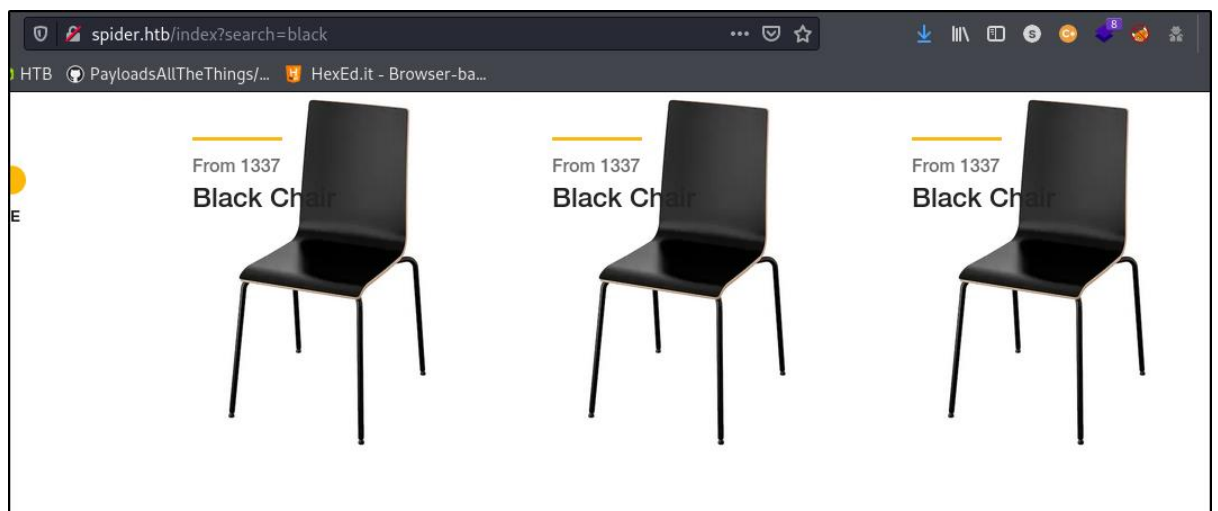 spider.htb/index?search=black
8
HTB PayloadsAllTheThings/... HexEd.it - Browser-ba...
From 1337 From 1337 From 1337
Black Chair Black Chair Black Chair
E